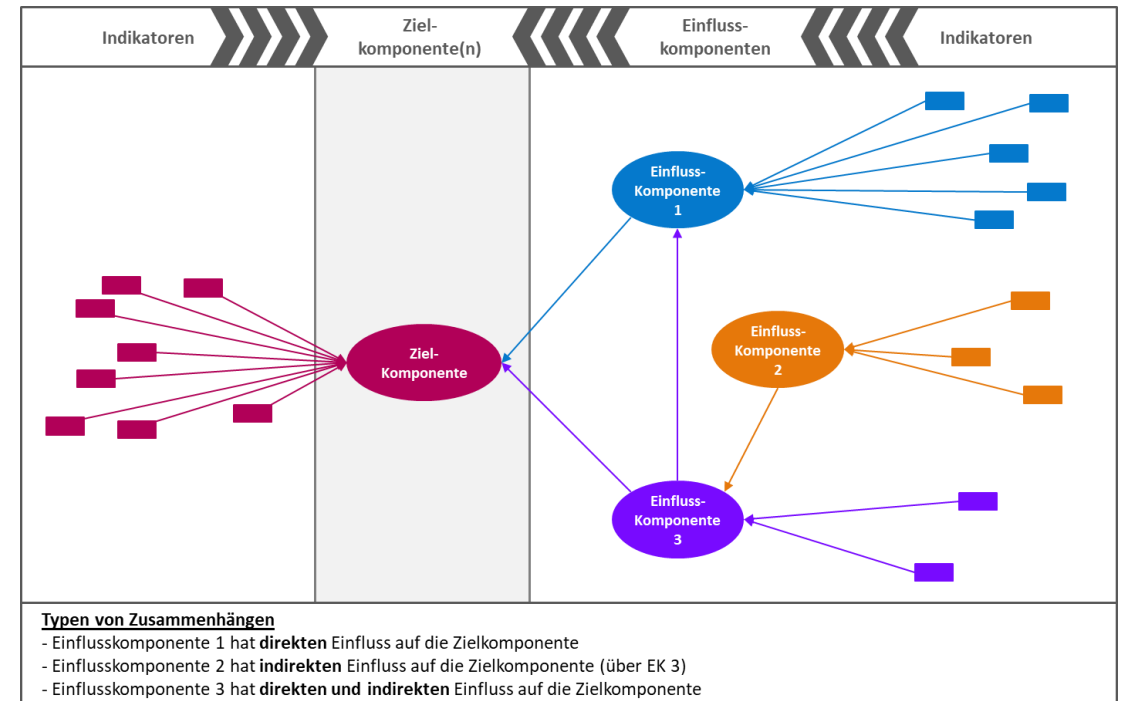 Indikatoren
Ziel-
komponente(n)
Einfluss-
komponenten
Indikatoren
Einfluss-
Komponente
1
Ziel-
Komponente
Einfluss-
Komponente
2
Einfluss-
Komponente
3
Typen von Zusammenhängen
- Einflusskomponente 1 hat direkten Einfluss auf die Zielkomponente
- Einflusskomponente 2 hat indirekten Einfluss auf die Zielkomponente (über EK 3)
- Einflusskomponente 3 hat direkten und indirekten Einfluss auf die Zielkomponente